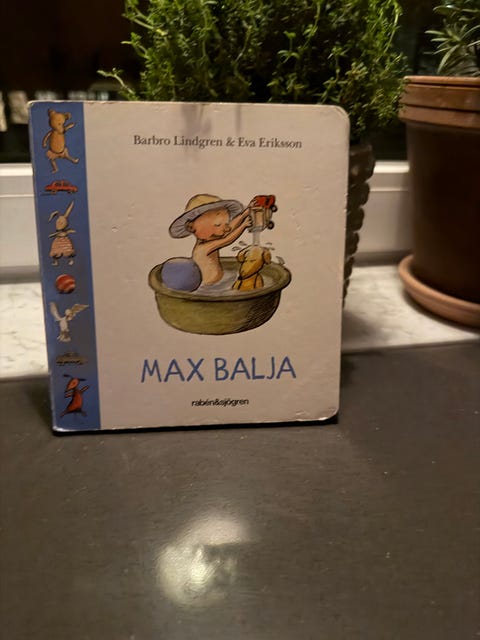 Barbro Lindgren & Eva Eriksson
MAX BALJA
rabén&sjögren